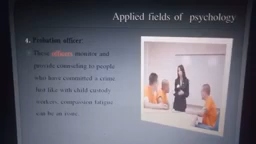 Applied fields of psychology
4. Probation officer
These officers monitor and
provide counseling to people
who have committed a crime.
Just like with child custody
workers, compassion fatigue
can be an issue.